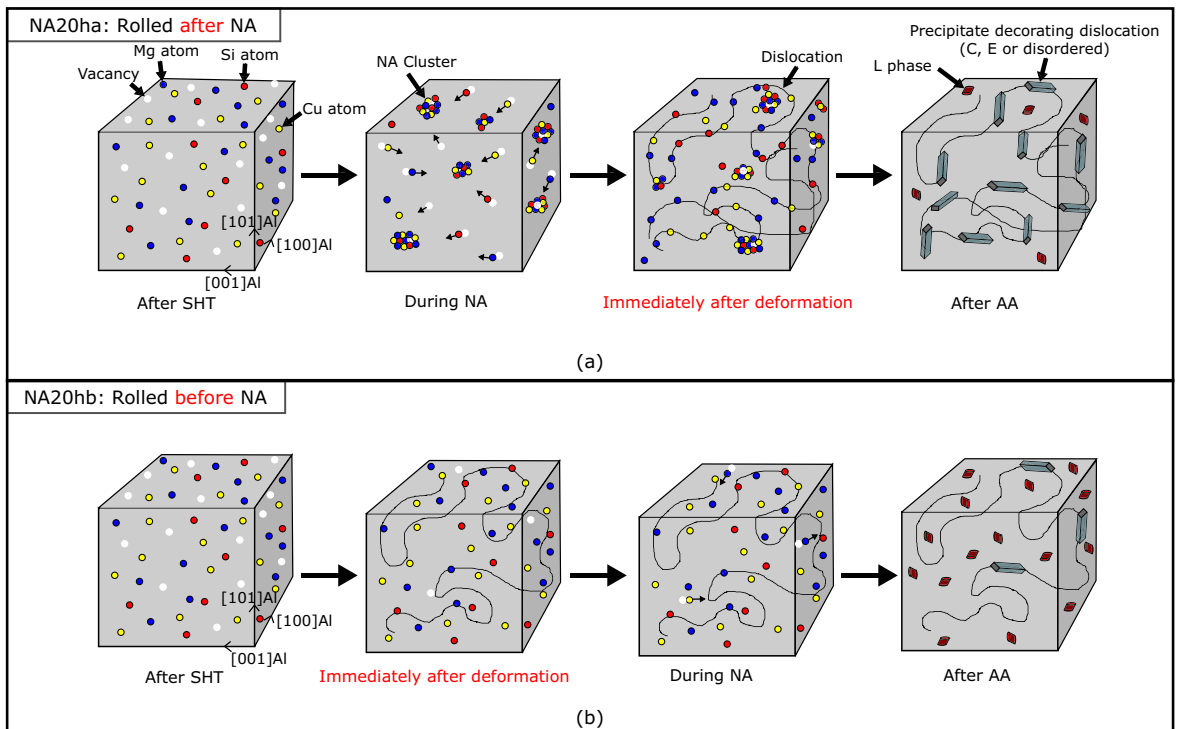 NA20ha: Rolled after NA
Mg atom
Si atom
Vacancy
Cu atom
NA Cluster
Dislocation
Precipitate decorating dislocation
(C, E or disordered)
L phase
[101]Al
[100]Al
[001]Al
After SHT
During NA
Immediately after deformation
After AA
(a)
NA20hb: Rolled before NA
[101]Al
[100]Al
[001]Al
After SHT
Immediately after deformation
During NA
After AA
(b)